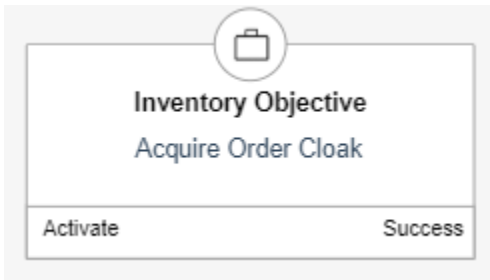 Inventory Objective
Acquire Order Cloak
Activate Success